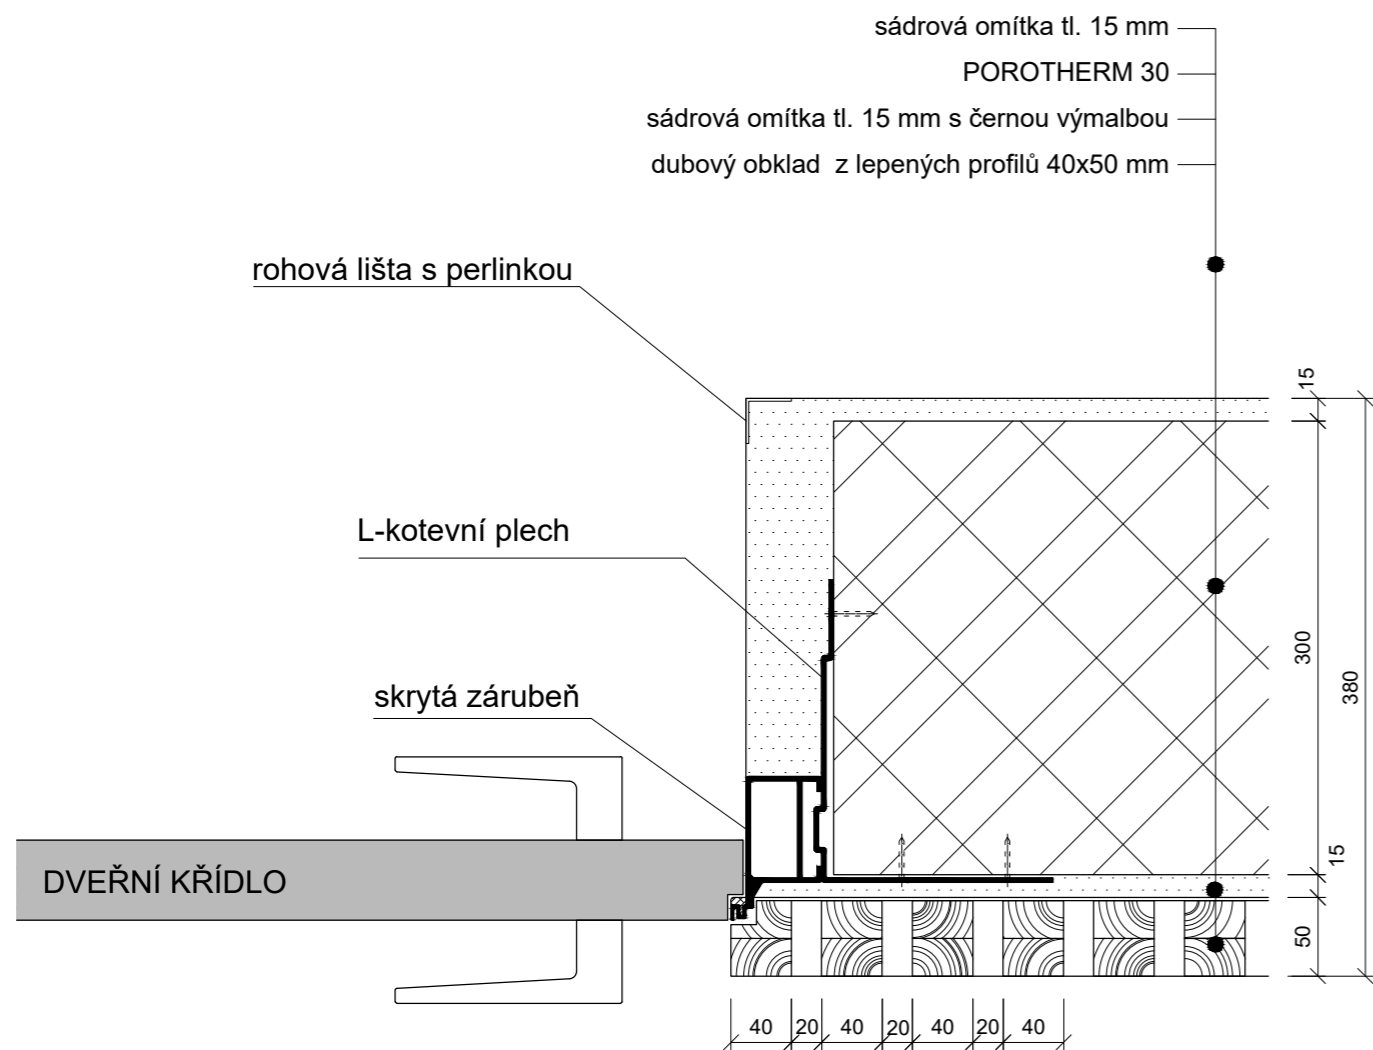 sádrová omítka tl. 15 mm
POROTHERM 30
sádrová omítka tl. 15 mm s černou výmalbou
dubový obklad z lepených profilů 40x50 mm
rohová lišta s perlinkou
15
L-kotevní plech
300
380
skrytá zárubeň
15
DVEŘNÍ KŘÍDLO
50
40 20 40 20 40 20 40